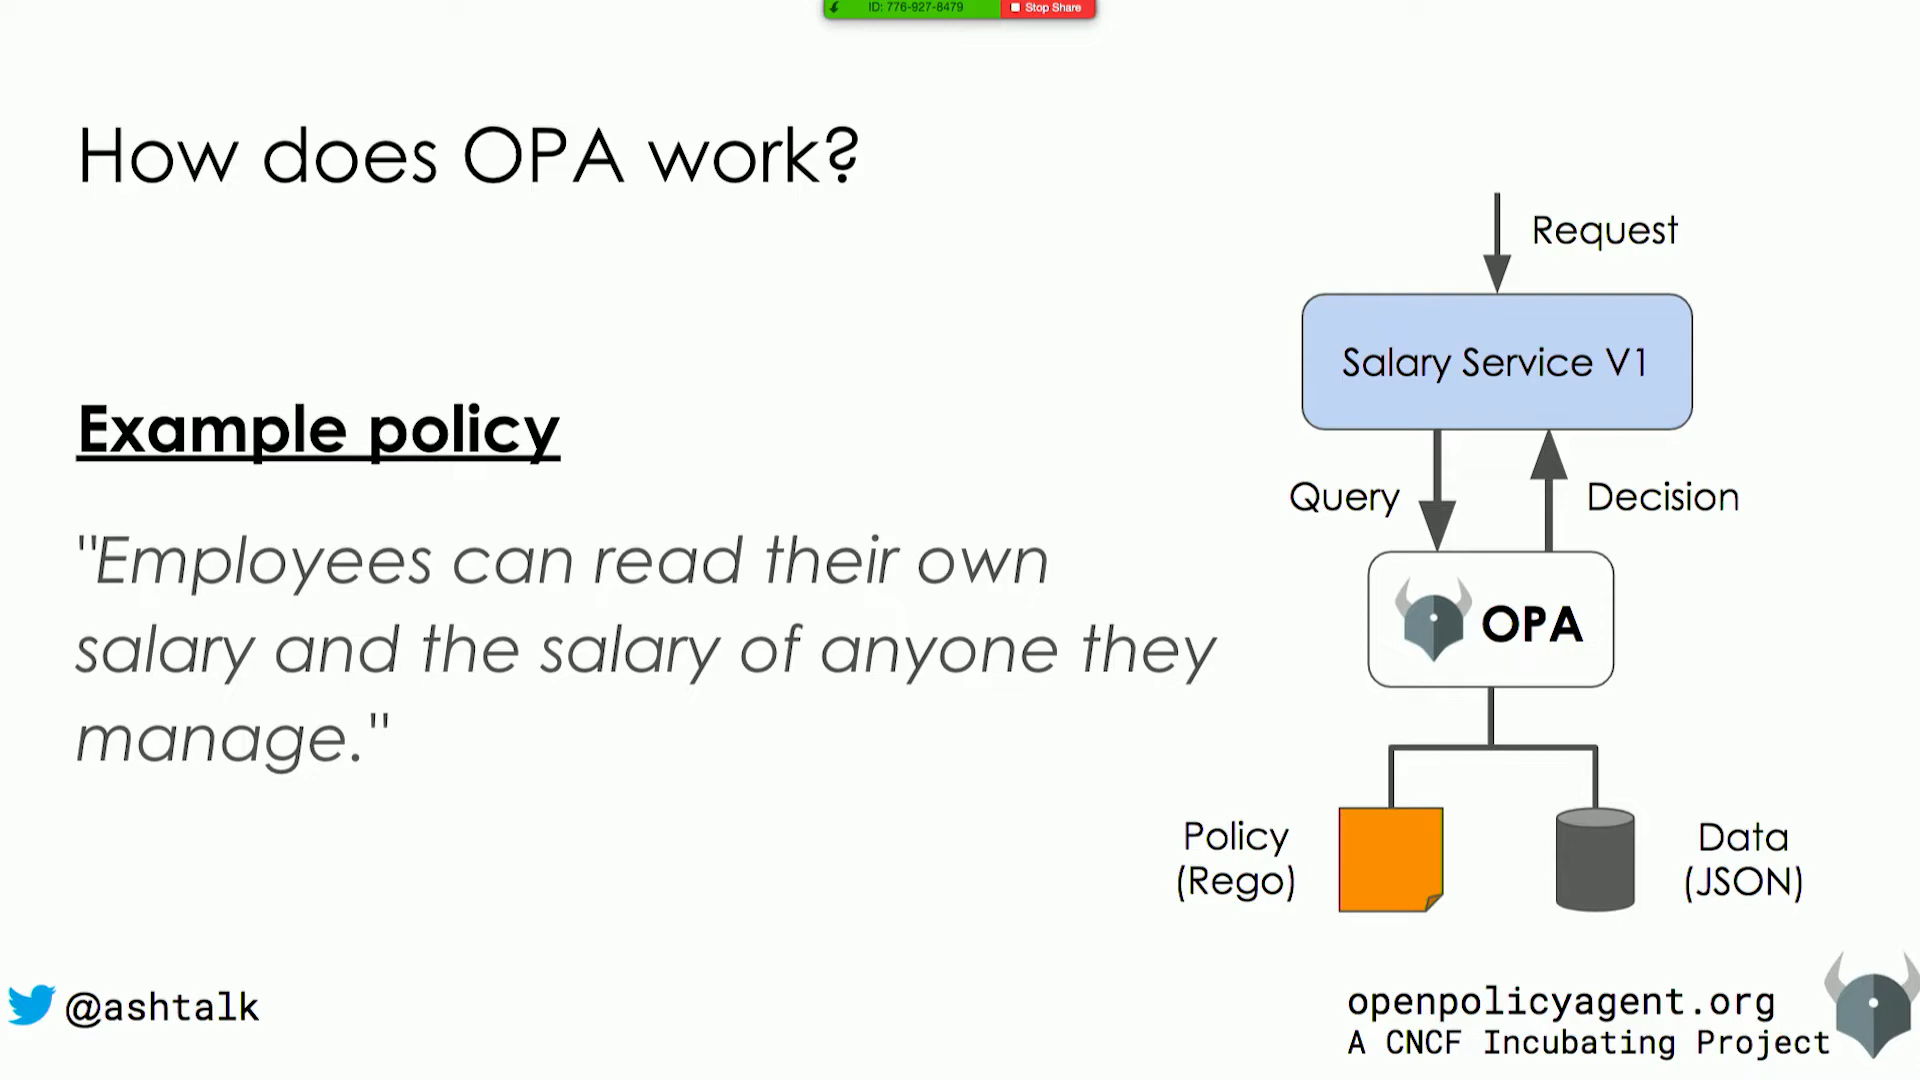 ID: 776-927-8479
Stop Share
How does OPA work?
Example policy
"Employees can read their own
salary and the salary of anyone they
manage."
Request
Salary Service V1
Query
Decision
OPA
Policy
(Rego)
Data
(JSON)
@ashtalk
openpolicyagent.org
A CNCF Incubating Project